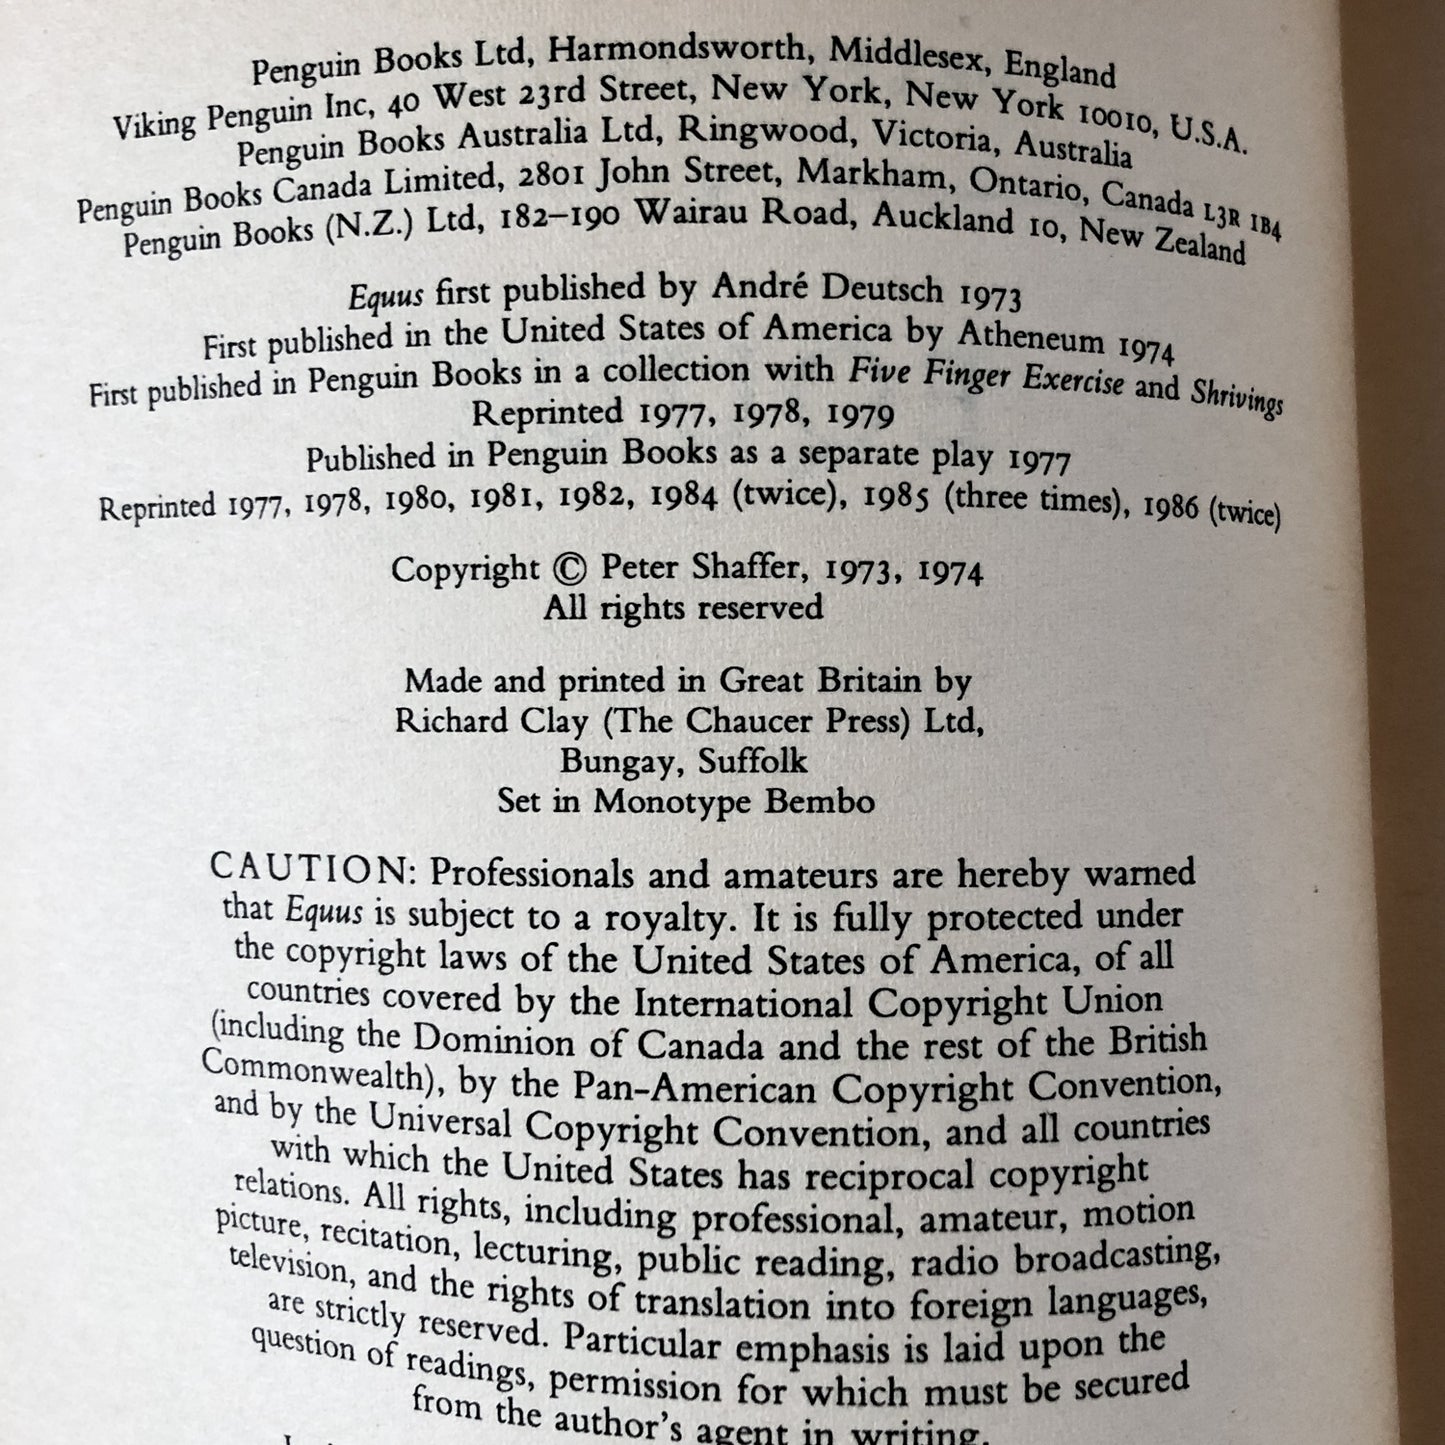 Penguin Books Ltd, Harmondsworth, Middlesex, England
Viking Penguin Inc, 40 West 23rd Street, New York, New York 10010, U.S.A.
Penguin Books Australia Ltd, Ringwood, Victoria, Australia
Penguin Books Canada Limited, 2801 John Street, Markham, Ontario, Canada L3R 1B4
Penguin Books (N.Z.) Ltd, 182–190 Wairau Road, Auckland 10, New Zealand
Equus first published by André Deutsch 1973
First published in the United States of America by Atheneum 1974
First published in Penguin Books in a collection with Five Finger Exercise and Shrivings
Reprinted 1977, 1978, 1979
Published in Penguin Books as a separate play 1977
Reprinted 1977, 1978, 1980, 1981, 1982, 1984 (twice), 1985 (three times), 1986 (twice)
Copyright © Peter Shaffer, 1973, 1974
All rights reserved
Made and printed in Great Britain by
Richard Clay (The Chaucer Press) Ltd,
Bungay, Suffolk
Set in Monotype Bembo
CAUTION: Professionals and amateurs are hereby warned
that Equus is subject to a royalty. It is fully protected under
the copyright laws of the United States of America, of all
countries covered by the International Copyright Union
(including the Dominion of Canada and the rest of the British
Commonwealth), by the Pan-American Copyright Convention,
and by the Universal Copyright Convention, and all countries
with which the United States has reciprocal copyright
relations. All rights, including professional, amateur, motion
picture, recitation, lecturing, public reading, radio broadcasting,
television, and the rights of translation into foreign languages,
are strictly reserved. Particular emphasis is laid upon the
question of readings, permission for which must be secured
from the author's agent in writing.